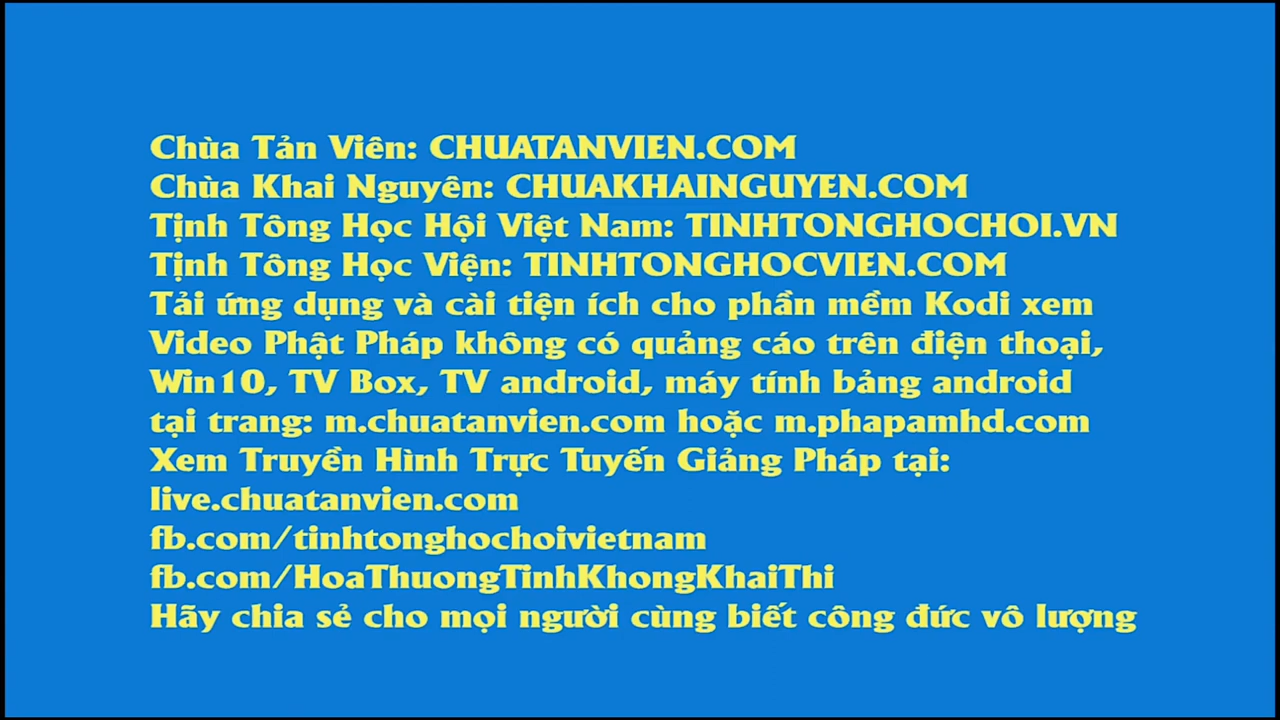 Chùa Tản Viên: CHUATANVIEN.COM
Chùa Khai Nguyên: CHUAKHAINGUYEN.COM
Tịnh Tông Học Hội Việt Nam: TINHTONGHOCHOI.VN
Tịnh Tông Học Viện: TINHTONGHOCVIEN.COM
Tải ứng dụng và cài tiện ích cho phần mềm Kodi xem
Video Phật Pháp không có quảng cáo trên điện thoại,
Win10, TV Box, TV android, máy tính bảng android
tại trang: m.chuatanvien.com hoặc m.phapamhd.com
Xem Truyền Hình Trực Tuyến Giảng Pháp tại:
live.chuatanvien.com
fb.com/tinhtonghochoivietnam
fb.com/HoaThuongTinhKhongKhaiThi
Hãy chia sẻ cho mọi người cùng biết công đức vô lượng